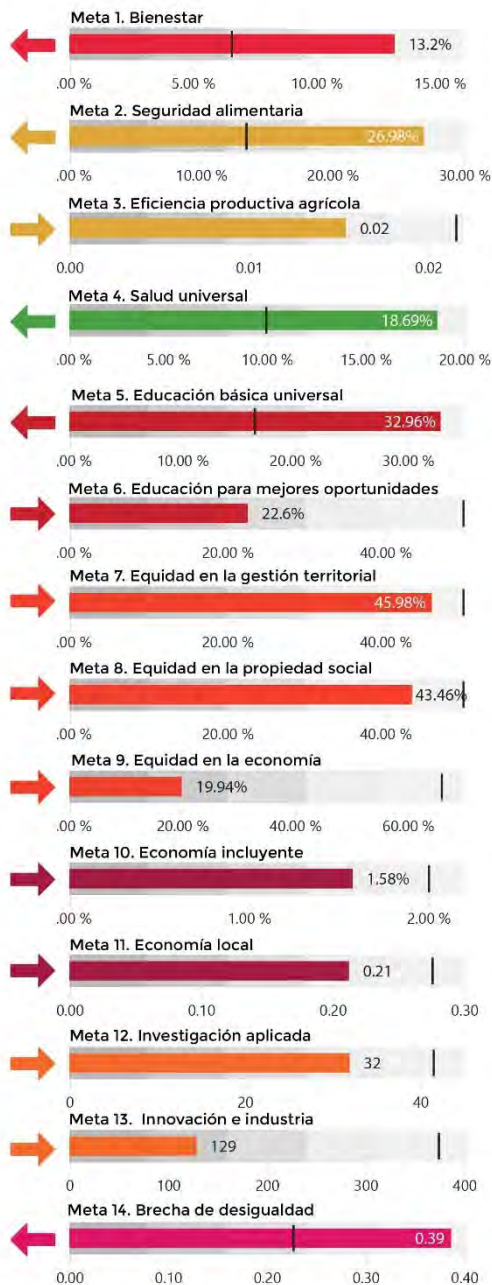 Meta 1. Bienestar
13.2%
.00 % 5.00 % 10.00 % 15.00 %
Meta 2. Seguridad alimentaria
26.98%
.00 % 10.00 % 20.00 % 30.00 %
Meta 3. Eficiencia productiva agrícola
0.02
0.00 0.01 0.02
Meta 4. Salud universal
18.69%
.00 % 5.00 % 10.00 % 15.00 % 20.00 %
Meta 5. Educación básica universal
32.96%
.00 % 10.00 % 20.00 % 30.00 %
Meta 6. Educación para mejores oportunidades
22.6%
.00 % 20.00 % 40.00 %
Meta 7. Equidad en la gestión territorial
45.98%
.00 % 20.00 % 40.00 %
Meta 8. Equidad en la propiedad social
43.46%
.00 % 20.00 % 40.00 %
Meta 9. Equidad en la economía
19.94%
.00 % 20.00 % 40.00 % 60.00 %
Meta 10. Economía incluyente
1.58%
.00 % 1.00 % 2.00 %
Meta 11. Economía local
0.21
0.00 0.10 0.20 0.30
Meta 12. Investigación aplicada
32
0 20 40
Meta 13. Innovación e industria
129
0 100 200 300 400
Meta 14. Brecha de desigualdad
0.39
0.00 0.10 0.20 0.30 0.40